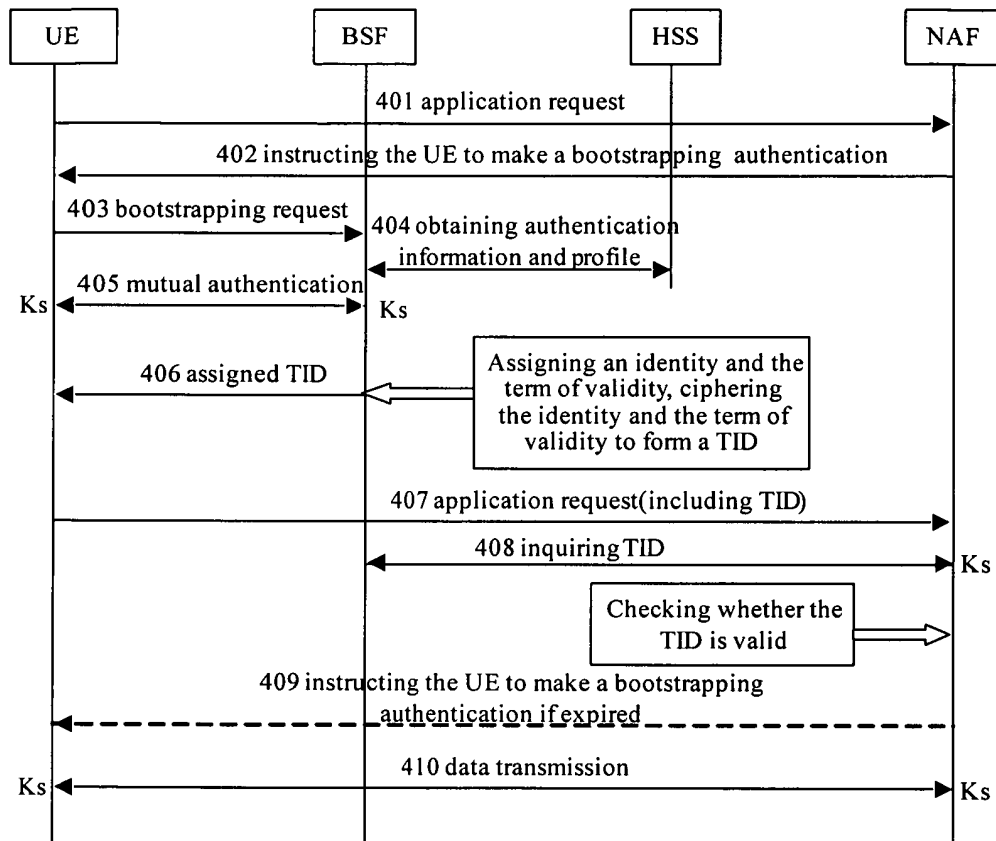 UE
BSF
HSS
NAF
401 application request
402 instructing the UE to make a bootstrapping authentication
403 bootstrapping request
404 obtaining authentication
information and profile
405 mutual authentication
Ks
Ks
406 assigned TID
Assigning an identity and the
term of validity, ciphering
the identity and the term of
validity to form a TID
407 application request(including TID)
408 inquiring TID
Ks
Checking whether the
TID is valid
409 instructing the UE to make a bootstrapping
authentication if expired
410 data transmission
Ks
Ks